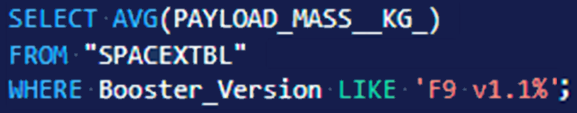 SELECT AVG(PAYLOAD_MASS__KG_)
FROM "SPACEXTBL"
WHERE Booster_Version LIKE 'F9 v1.1%';